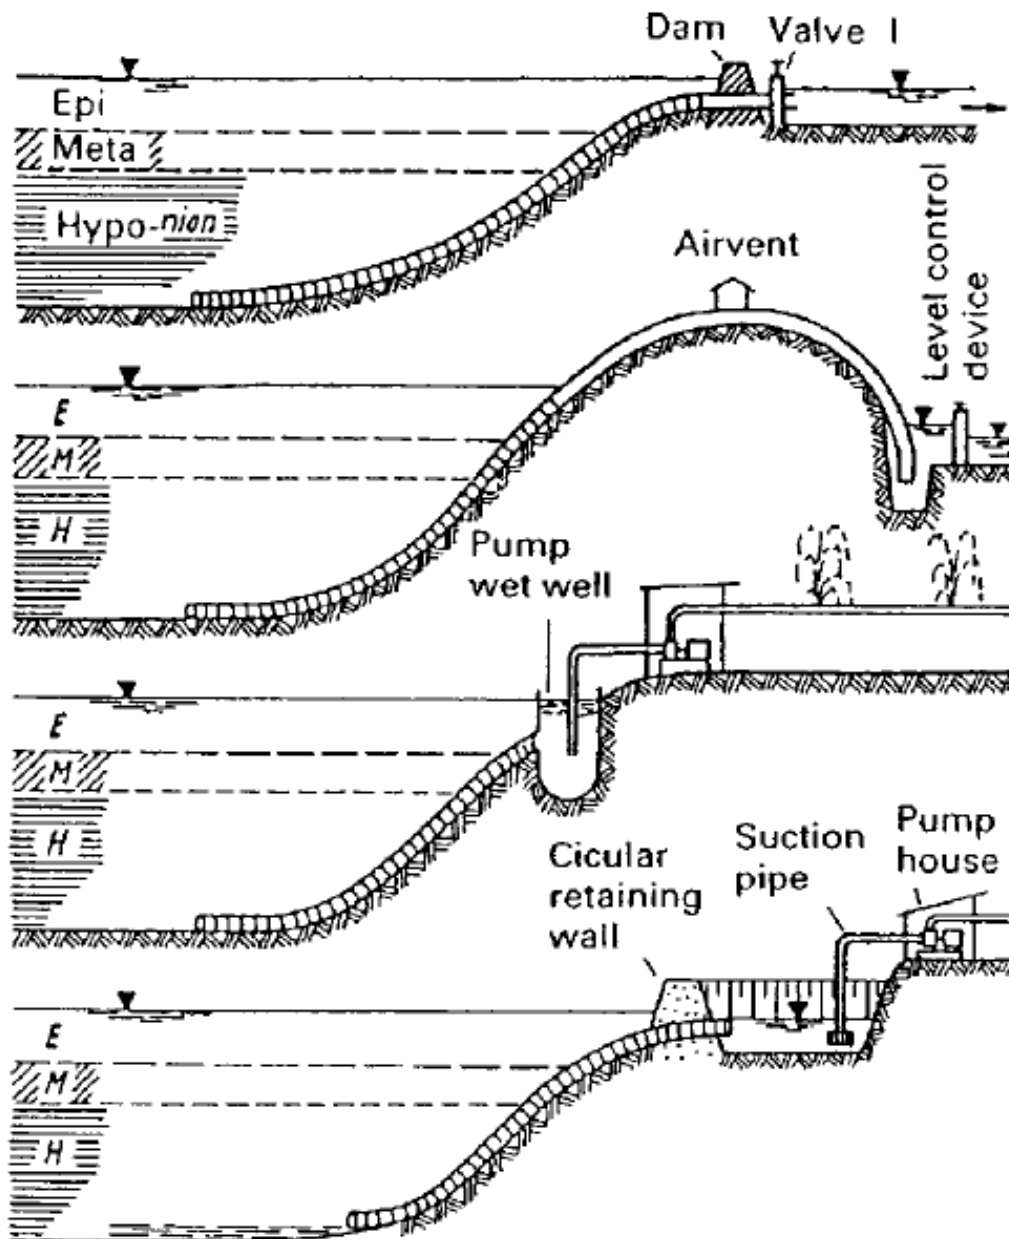 Dam Valve I
Epi
Meta
Hypo-nion
Airvent
Level control
device
E
M
H
Pump
wet well
E
M
H
Cicular
retaining
wall
Suction
pipe
Pump
house
E
M
H